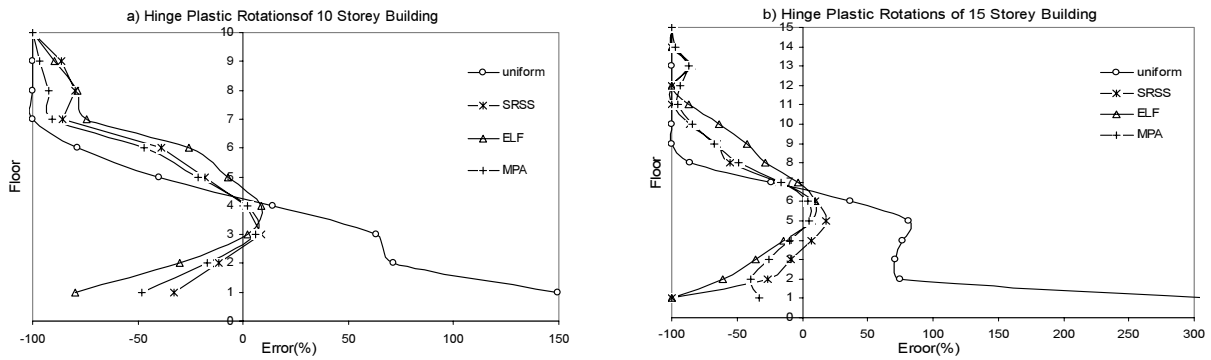 a) Hinge Plastic Rotationsof 10 Storey Building
10
9
8
7
6
5
4
3
2
1
0
Floor
-100 -50 0 50 100 150
Error(%)
uniform
SRSS
ELF
MPA
b) Hinge Plastic Rotations of 15 Storey Building
15
14
13
12
11
10
9
8
7
6
5
4
3
2
1
0
Floor
-100 -50 0 50 100 150 200 250 300
Eroor(%)
uniform
SRSS
ELF
MPA